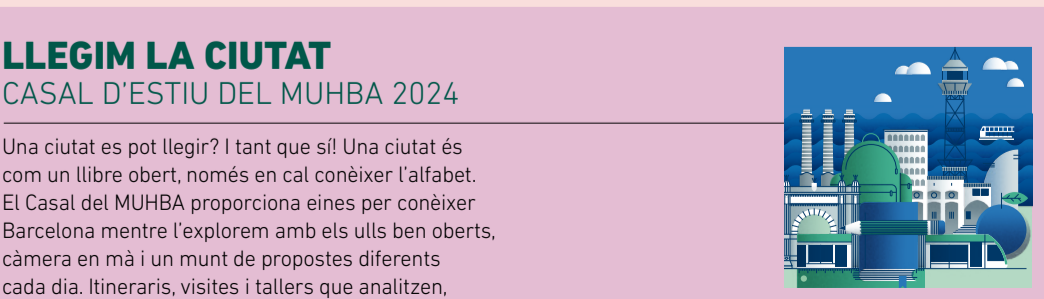 LLEGIM LA CIUTAT
CASAL D'ESTIU DEL MUHBA 2024
Una ciutat es pot llegir? I tant que sí! Una ciutat és
com un llibre obert, només en cal conèixer l'alfabet.
El Casal del MUHBA proporciona eines per conèixer
Barcelona mentre l'explorem amb els ulls ben oberts,
càmera en mà i un munt de propostes diferents
cada dia. Itineraris, visites i tallers que analitzen,